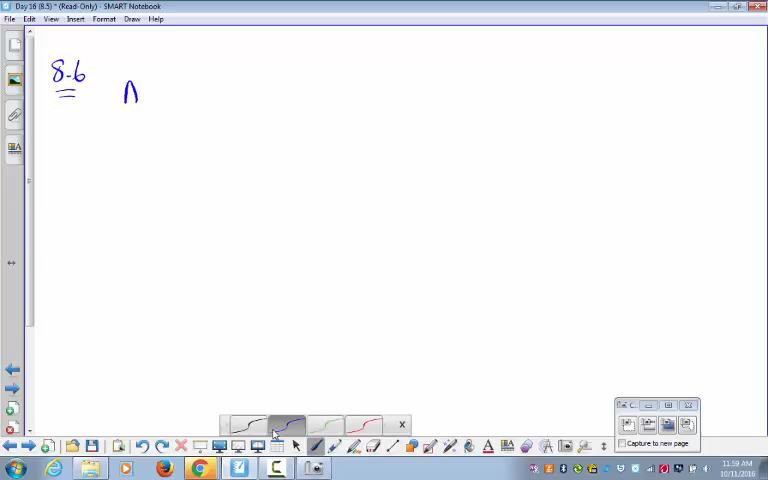 Day 16 (8.5) * (Read-Only) - SMART Notebook
File Edit View Insert Format Draw Help
8.6
Capture to new page
11:59 AM
10/11/2016